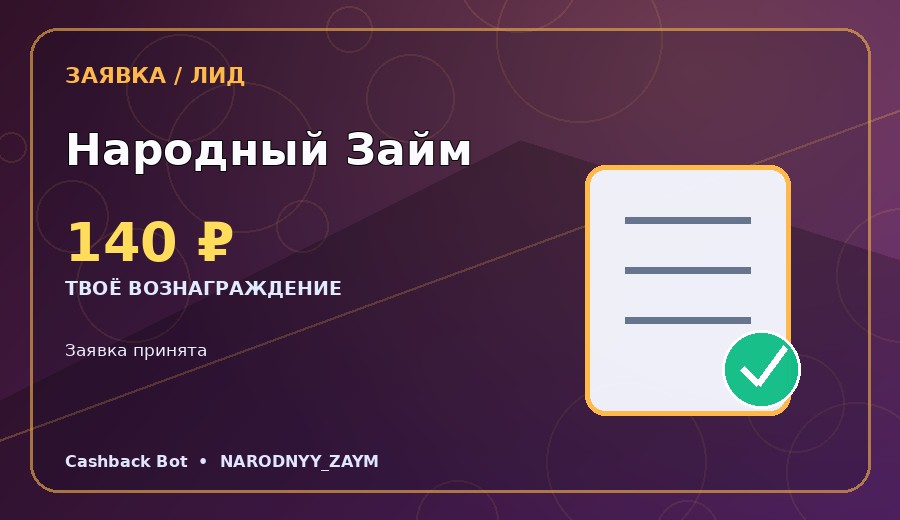 ЗАЯВКА / ЛИД
Народный Займ
140 ₽
ТВОЁ ВОЗНАГРАЖДЕНИЕ
Заявка принята
Cashback Bot • NARODNYY_ZAYM